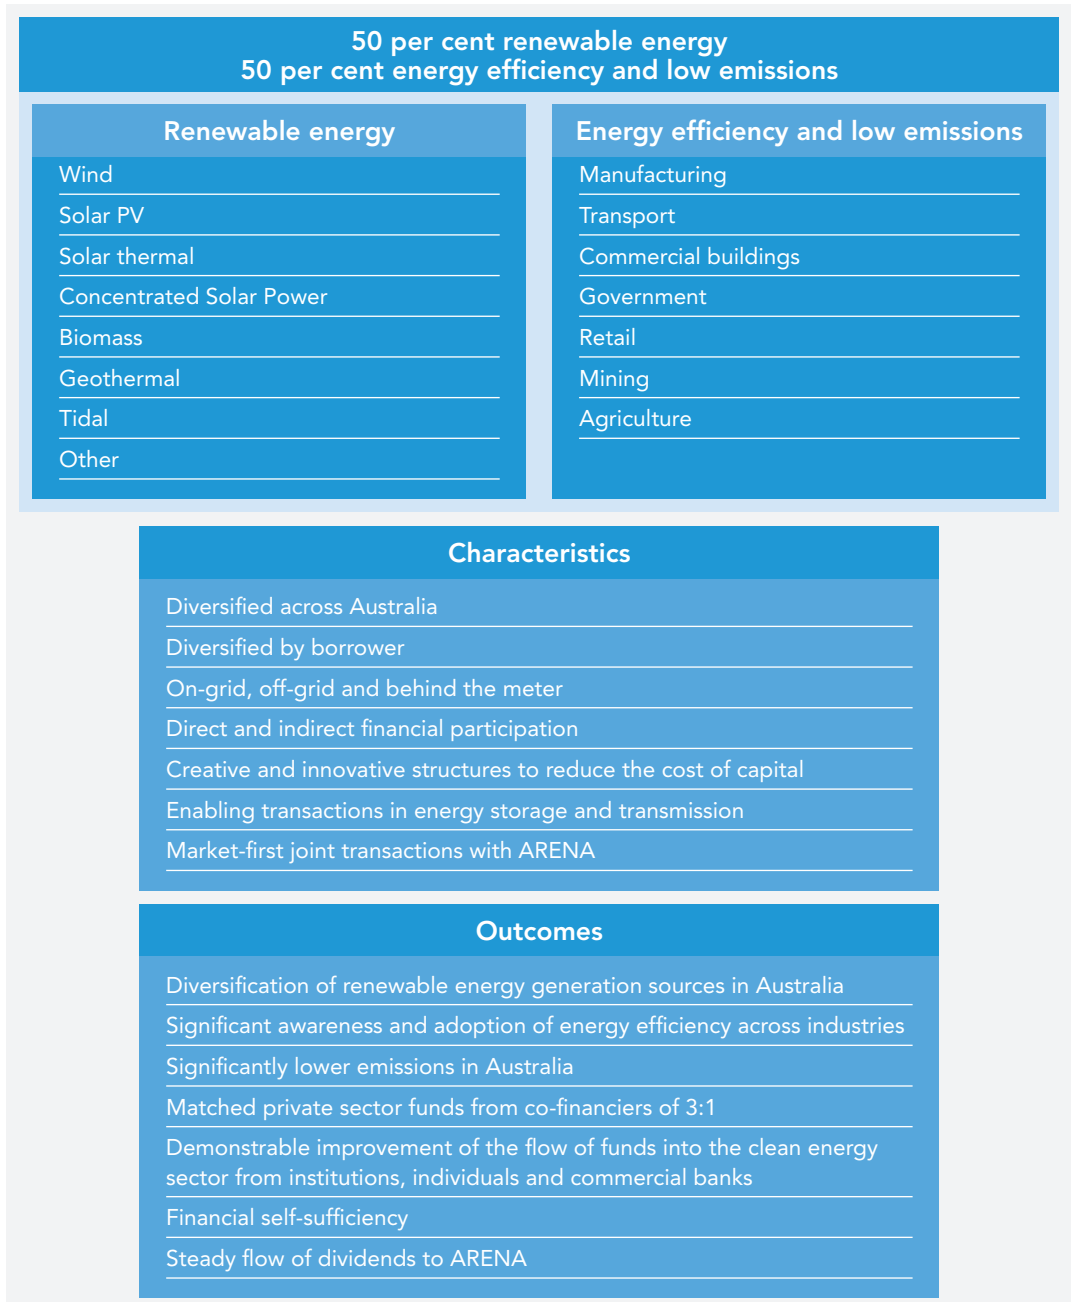 50 per cent renewable energy
50 per cent energy efficiency and low emissions
Renewable energy
Wind
Solar PV
Solar thermal
Concentrated Solar Power
Biomass
Geothermal
Tidal
Other
Energy efficiency and low emissions
Manufacturing
Transport
Commercial buildings
Government
Retail
Mining
Agriculture
Characteristics
Diversified across Australia
Diversified by borrower
On-grid, off-grid and behind the meter
Direct and indirect financial participation
Creative and innovative structures to reduce the cost of capital
Enabling transactions in energy storage and transmission
Market-first joint transactions with ARENA
Outcomes
Diversification of renewable energy generation sources in Australia
Significant awareness and adoption of energy efficiency across industries
Significantly lower emissions in Australia
Matched private sector funds from co-financiers of 3:1
Demonstrable improvement of the flow of funds into the clean energy
sector from institutions, individuals and commercial banks
Financial self-sufficiency
Steady flow of dividends to ARENA